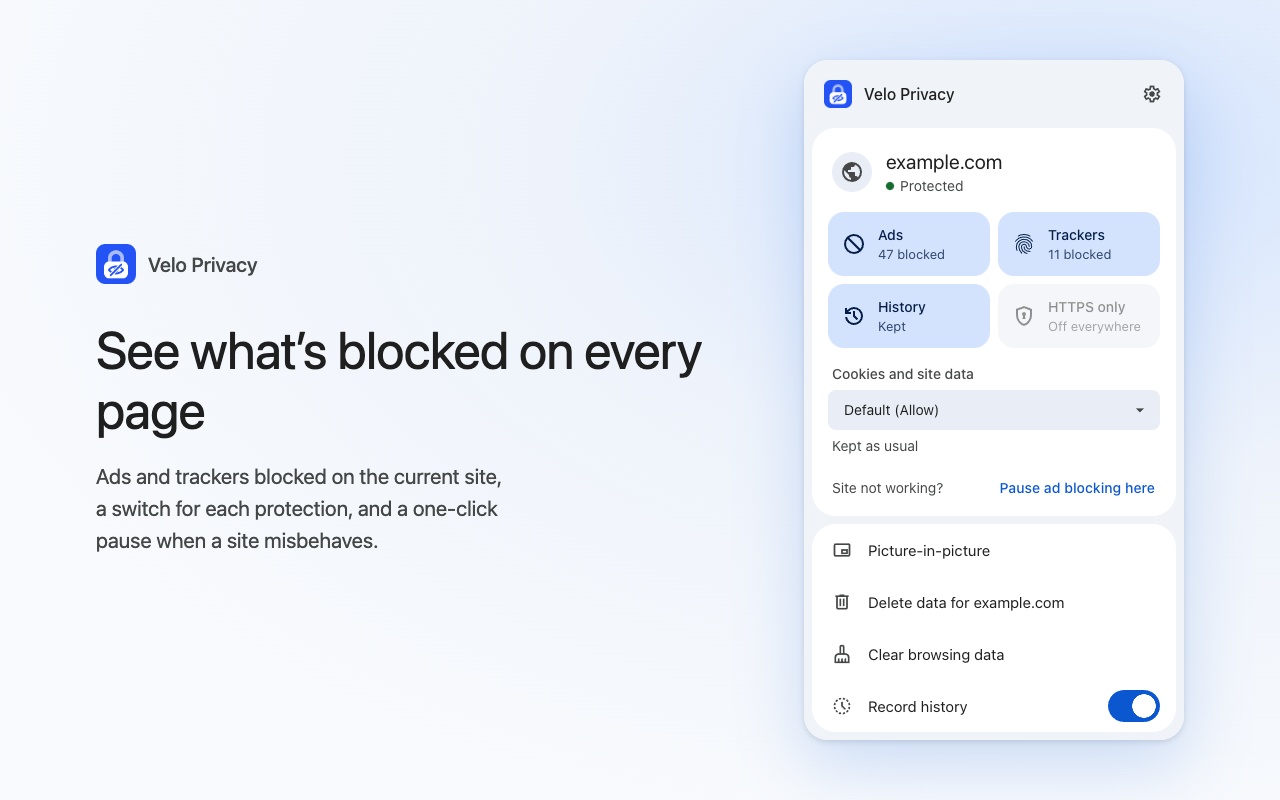 Velo Privacy
See what’s blocked on every
page
Ads and trackers blocked on the current site,
a switch for each protection, and a one-click
pause when a site misbehaves.
Velo Privacy
example.com
Protected
Ads
47 blocked
Trackers
11 blocked
History
Kept
HTTPS only
Off everywhere
Cookies and site data
Default (Allow)
Kept as usual
Site not working?
Pause ad blocking here
Picture-in-picture
Delete data for example.com
Clear browsing data
Record history